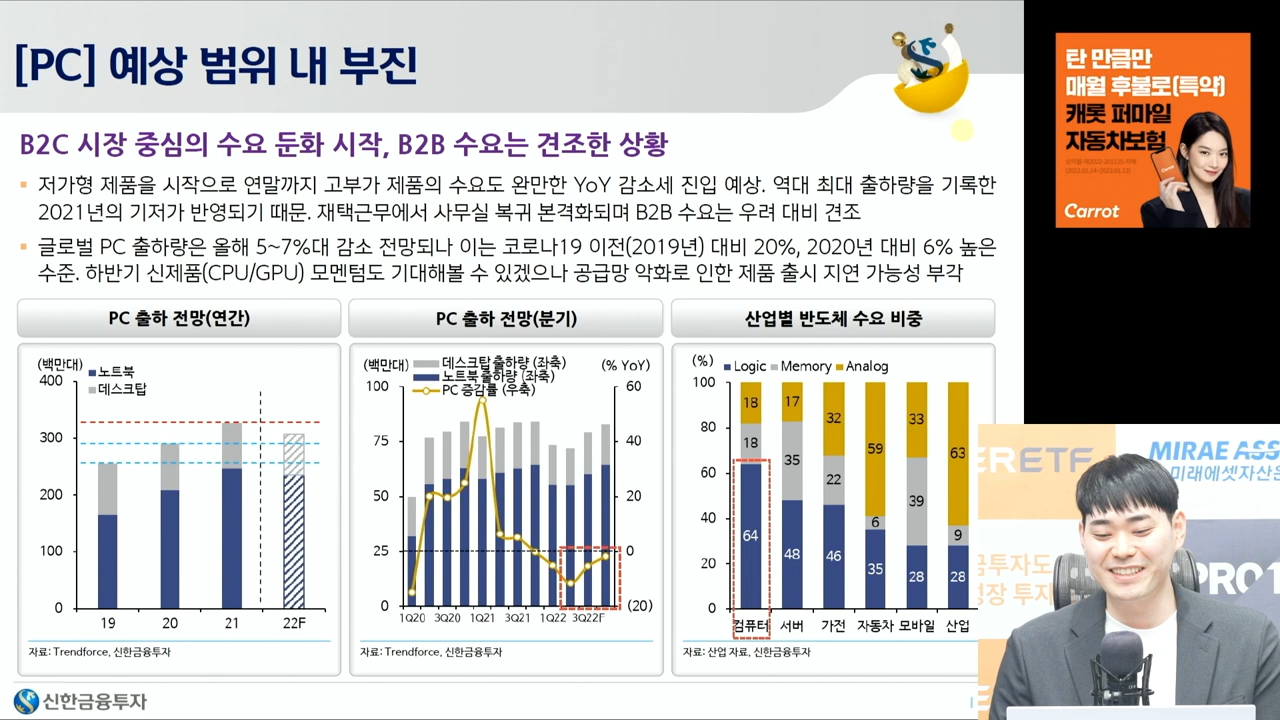 [PC] 예상 범위 내 부진
B2C 시장 중심의 수요 둔화 시작, B2B 수요는 견조한 상황
저가형 제품을 시작으로 연말까지 고부가 제품의 수요도 완만한 YoY 감소세 진입 예상. 역대 최대 출하량을 기록한
2021년의 기저가 반영되기 때문. 재택근무에서 사무실 복귀 본격화되며 B2B 수요는 우려 대비 견조
글로벌 PC 출하량은 올해 5~7%대 감소 전망되나 이는 코로나19 이전(2019년) 대비 20%, 2020년 대비 6% 높은
수준. 하반기 신제품(CPU/GPU) 모멘텀도 기대해볼 수 있겠으나 공급망 악화로 인한 제품 출시 지연 가능성 부각
PC 출하 전망(연간)
(백만대)
노트북
데스크탑
400
300
200
100
0
19 20 21 22F
자료: Trendforce, 신한금융투자
PC 출하 전망(분기)
(백만대)
데스크탑 출하량 (좌축)
노트북 출하량 (좌축)
PC 증감률 (우축)
(% YoY)
100
75
50
25
0
60
40
20
0
(20)
1Q20 3Q20 1Q21 3Q21 1Q22 3Q22F
자료: Trendforce, 신한금융투자
산업별 반도체 수요 비중
(%)
Logic Memory Analog
100
80
60
40
20
0
18 17 32 59 33 63
18 35 22 6 39 9
64 48 46 35 28 28
컴퓨터 서버 가전 자동차 모바일 산업
자료: 산업 자료, 신한금융투자
신한금융투자
탄 만큼만
매월 후불로(특약)
캐롯 퍼마일
자동차보험
Carrot
Carrot
ERETF
MIRAE ASS
미래에셋자산운
금투자도
성장 투자
PRO